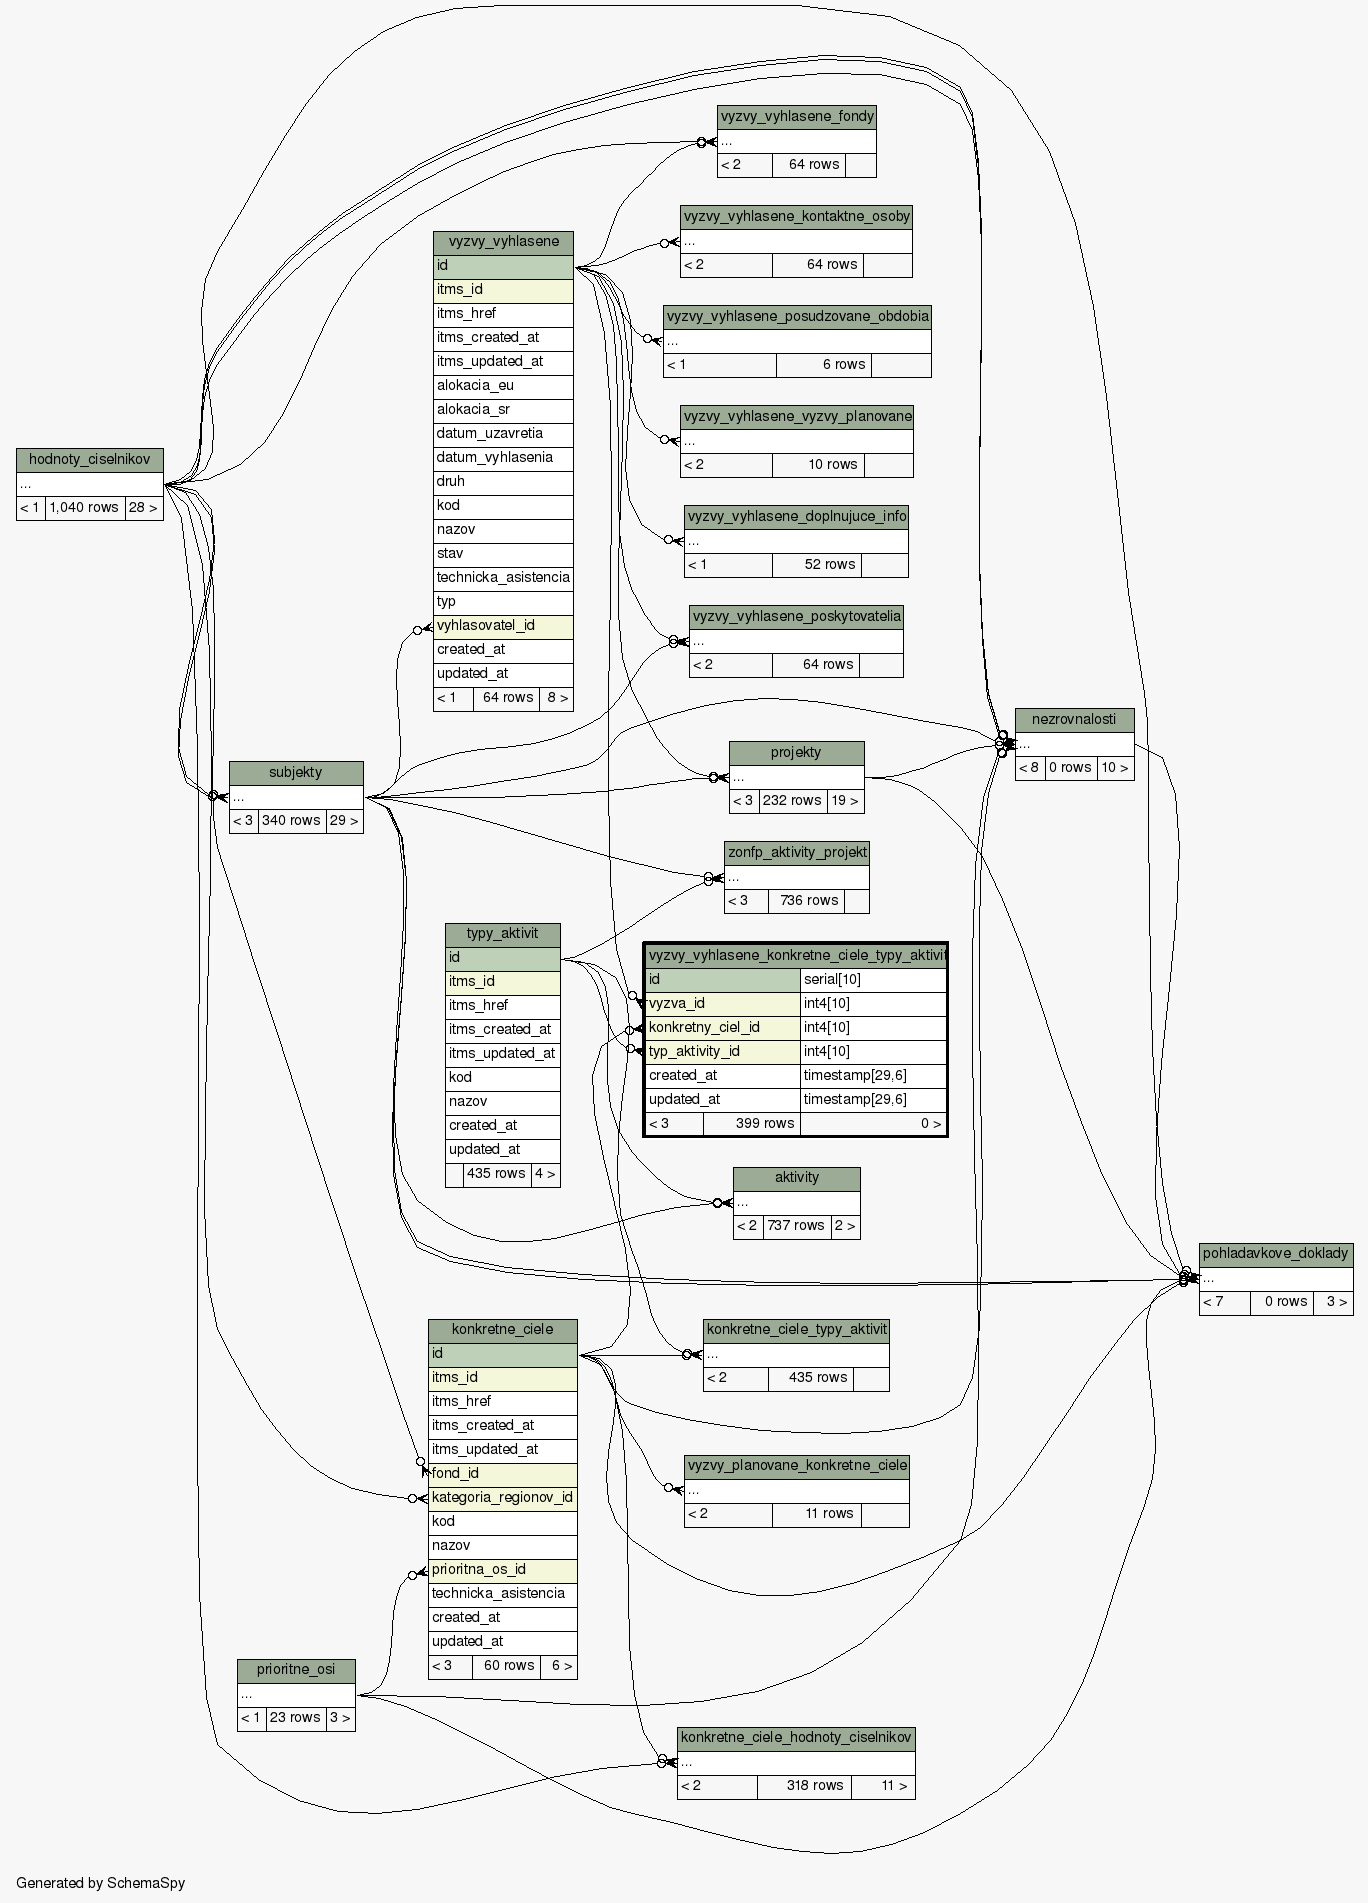 vyzvy_vyhlasene_fondy
...
< 2 64 rows
vyzvy_vyhlasene_kontaktne_osoby
...
< 2 64 rows
vyzvy_vyhlasene
id
itms_id
itms_href
itms_created_at
itms_updated_at
alokacia_eu
alokacia_sr
datum_uzavretia
datum_vyhlasenia
druh
kod
nazov
stav
technicka_asistencia
typ
vyhlasovatel_id
created_at
updated_at
< 1 64 rows 8 >
vyzvy_vyhlasene_posudzovane_obdobia
...
< 1 6 rows
vyzvy_vyhlasene_vyzvy_planovane
...
< 2 10 rows
hodnoty_ciselnikov
...
< 1 1,040 rows 28 >
vyzvy_vyhlasene_doplnujuce_info
...
< 1 52 rows
vyzvy_vyhlasene_poskytovatelia
...
< 2 64 rows
nezrovnalosti
...
< 8 0 rows 10 >
projekty
...
< 3 232 rows 19 >
subjekty
...
< 3 340 rows 29 >
zonfp_aktivity_projekt
...
< 3 736 rows
typy_aktivit
id
itms_id
itms_href
itms_created_at
itms_updated_at
kod
nazov
created_at
updated_at
435 rows 4 >
vyzvy_vyhlasene_konkretne_ciele_typy_aktivit
id serial[10]
vyzva_id int4[10]
konkretny_ciel_id int4[10]
typ_aktivity_id int4[10]
created_at timestamp[29,6]
updated_at timestamp[29,6]
< 3 399 rows 0 >
aktivity
...
< 2 737 rows 2 >
pohladavkove_doklady
...
< 7 0 rows 3 >
konkretne_ciele
id
itms_id
itms_href
itms_created_at
itms_updated_at
fond_id
kategoria_regionov_id
kod
nazov
prioritna_os_id
technicka_asistencia
created_at
updated_at
< 3 60 rows 6 >
konkretne_ciele_typy_aktivit
...
< 2 435 rows
vyzvy_planovane_konkretne_ciele
...
< 2 11 rows
prioritne_osi
...
< 1 23 rows 3 >
konkretne_ciele_hodnoty_ciselnikov
...
< 2 318 rows 11 >
Generated by SchemaSpy